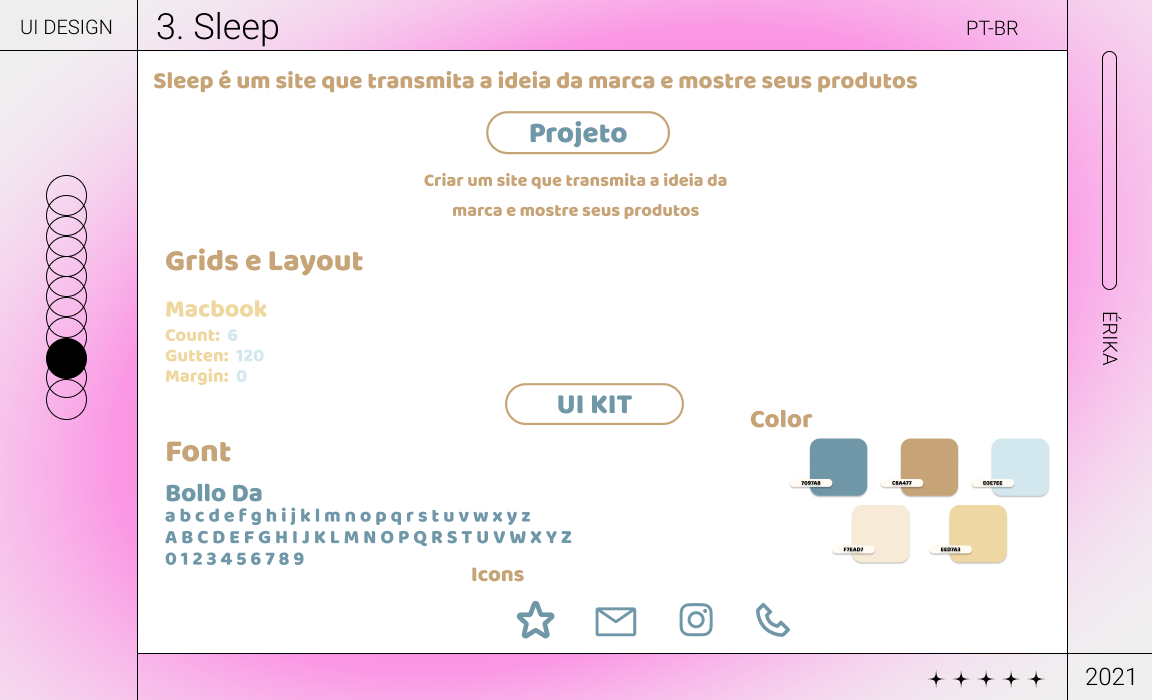 UI DESIGN
3. Sleep
PT-BR
Sleep é um site que transmita a ideia da marca e mostre seus produtos
Projeto
Criar um site que transmita a ideia da
marca e mostre seus produtos
Grids e Layout
Macbook
Count: 6
Gutten: 120
Margin: 0
UI KIT
Color
Font
7097A8
C6A477
D3E7EE
Bollo Da
a b c d e f g h i j k l m n o p q r s t u v w x y z
A B C D E F G H I J K L M N O P Q R S T U V W X Y Z
0 1 2 3 4 5 6 7 8 9
F7EAD7
EED7A3
Icons
ÉRIKA
2021